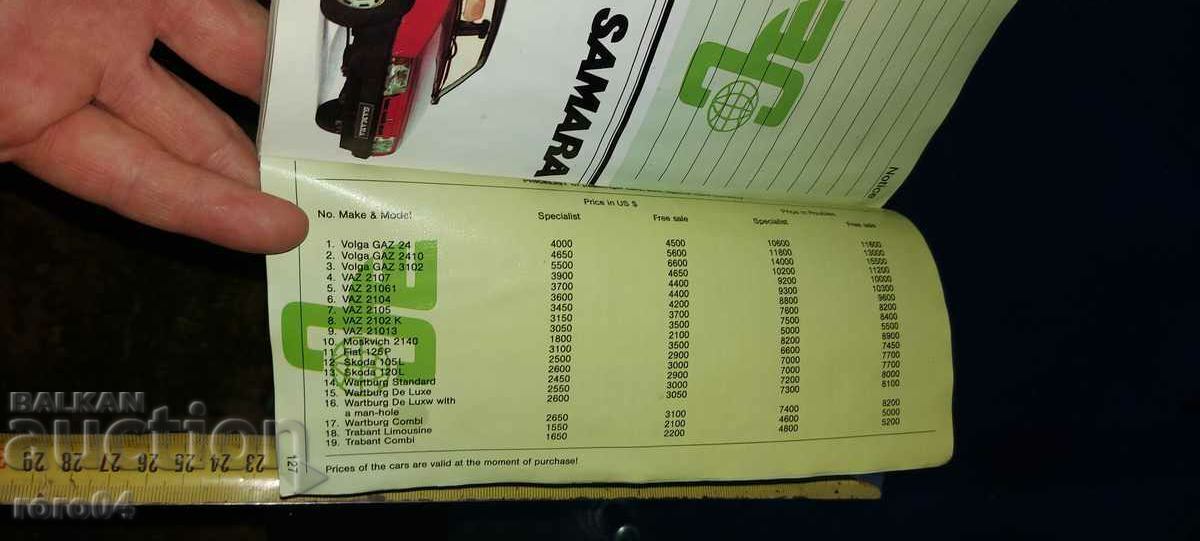 SAMARA
SAMARA
Notice
Price in US $ Price in Roubles
No. Make & Model Specialist Free sale Specialist Free sale
1. Volga GAZ 24 4000 4500 10600 11600
2. Volga GAZ 2410 4650 5600 11800 13000
3. Volga GAZ 3102 5500 6600 14000 15500
4. VAZ 2107 3900 4650 10200 11200
5. VAZ 21061 3700 4400 9200 10000
6. VAZ 2104 3600 4400 9300 10300
7. VAZ 2105 3450 4200 8800 9600
8. VAZ 2102 K 3150 3700 7600 8200
9. VAZ 21013 3050 3500 7500 8400
10. Moskvich 2140 1800 2100 5000 5500
11. Fiat 125P 3100 3500 8200 8900
12. Skoda 105L 2500 2900 6600 7450
13. Skoda 120L 2600 3000 7000 7700
14. Wartburg Standard 2450 2900 7000 7700
15. Wartburg De Luxe 2550 3000 7200 8000
16. Wartburg De Luxw with 2600 3050 7300 8100
a man-hole
17. Wartburg Combi 2650 3100 7400 8200
18. Trabant Limousine 1550 2100 4600 5000
19. Trabant Combi 1650 2200 4800 5200
Prices of the cars are valid at the moment of purchase!
127
29 28 27 26 25 24 23
BALKAN
auction
roro04